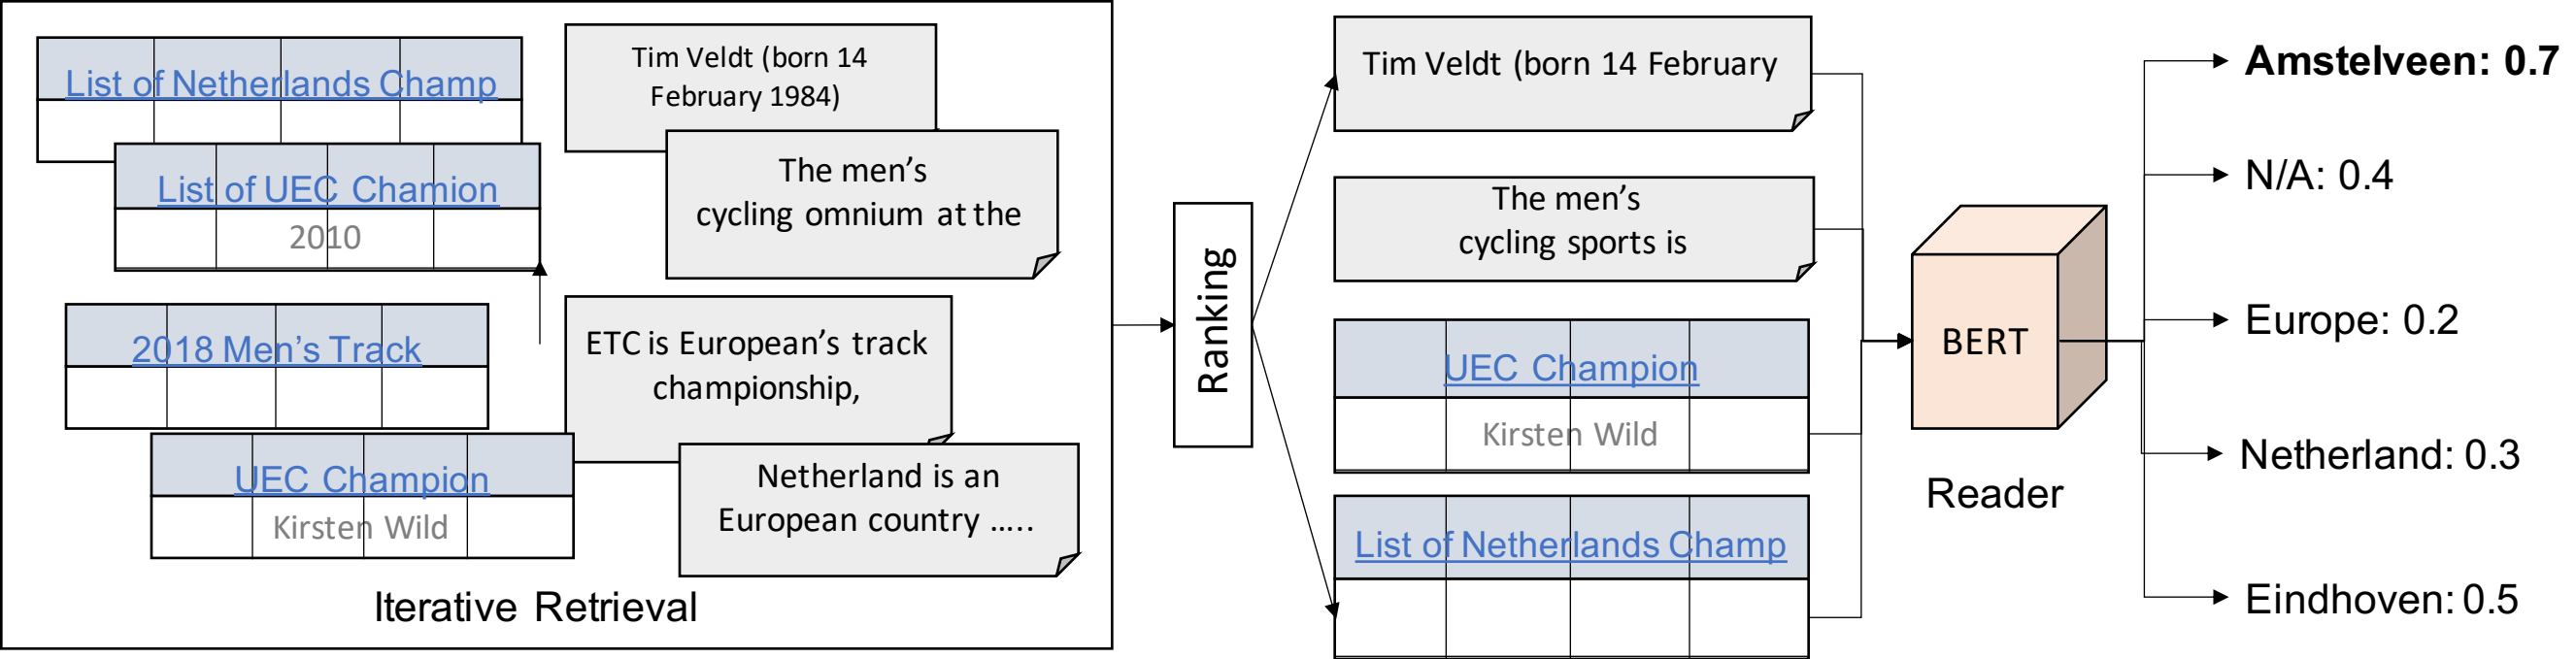 List of Netherlands Champ
List of UEC Chamion
2010
2018 Men’s Track
UEC Champion
Kirsten Wild
Tim Veldt (born 14
February 1984)
The men’s
cycling omnium at the
ETC is European’s track
championship,
Netherland is an
European country .....
Iterative Retrieval
Ranking
Tim Veldt (born 14 February
The men’s
cycling sports is
UEC Champion
Kirsten Wild
List of Netherlands Champ
BERT
Reader
Amstelveen: 0.7
N/A: 0.4
Europe: 0.2
Netherland: 0.3
Eindhoven: 0.5